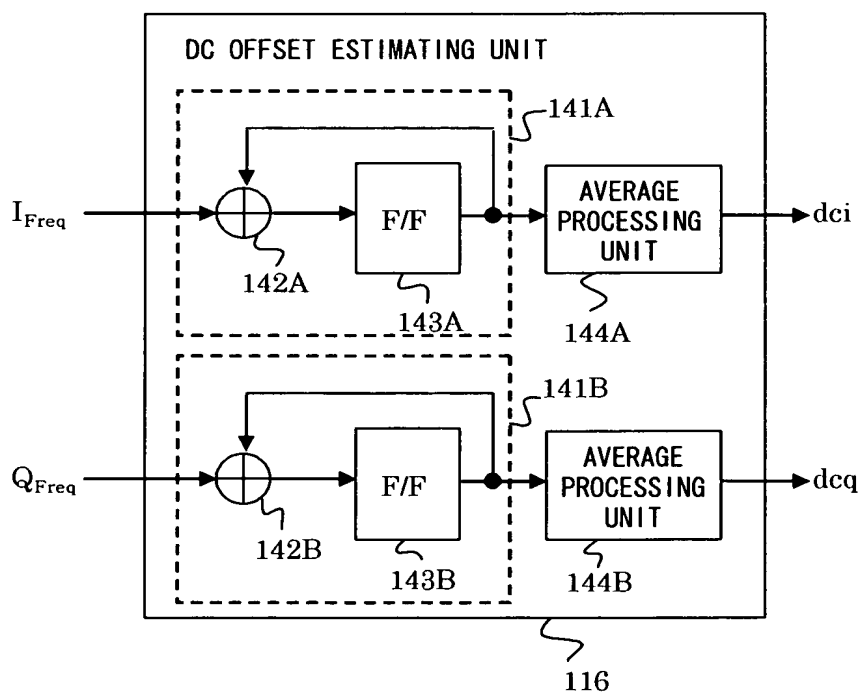 DC OFFSET ESTIMATING UNIT
141A
I_Freq
F/F
AVERAGE
PROCESSING
UNIT
dci
142A
143A
144A
141B
Q_Freq
F/F
AVERAGE
PROCESSING
UNIT
dcq
142B
143B
144B
116